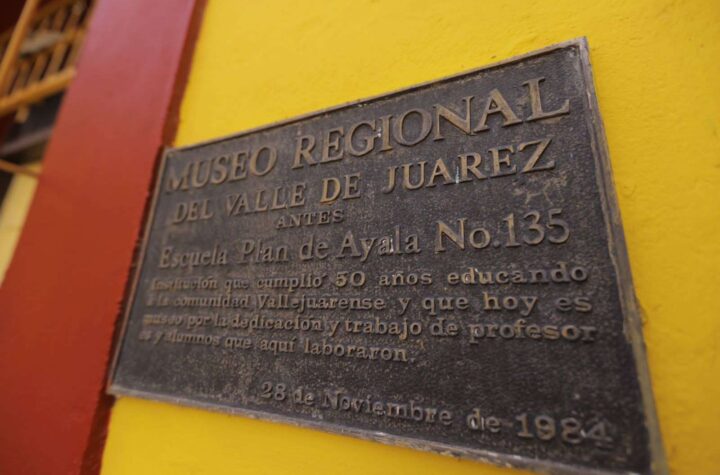 MUSEO REGIONAL
DEL VALLE DE JUAREZ
ANTES
Escuela Plan de Ayala No.135
Institución que cumplió 50 años educando
a la comunidad Vallejuarense y que hoy es
museo por la dedicación y trabajo de profesor
es y alumnos que aquí laboraron.
28 de Noviembre de 1984